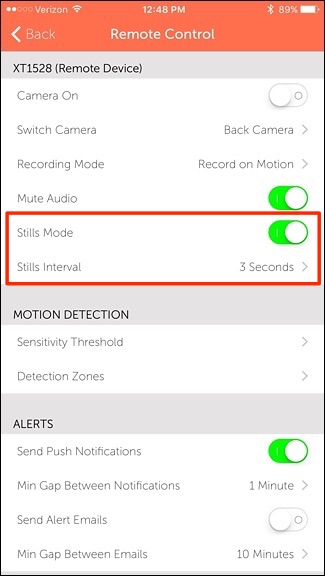 Verizon 12:48 PM 89%
Back Remote Control
XT1528 (Remote Device)
Camera On
Switch Camera Back Camera
Recording Mode Record on Motion
Mute Audio
Stills Mode
Stills Interval 3 Seconds
MOTION DETECTION
Sensitivity Threshold
Detection Zones
ALERTS
Send Push Notifications
Min Gap Between Notifications 1 Minute
Send Alert Emails
Min Gap Between Emails 10 Minutes